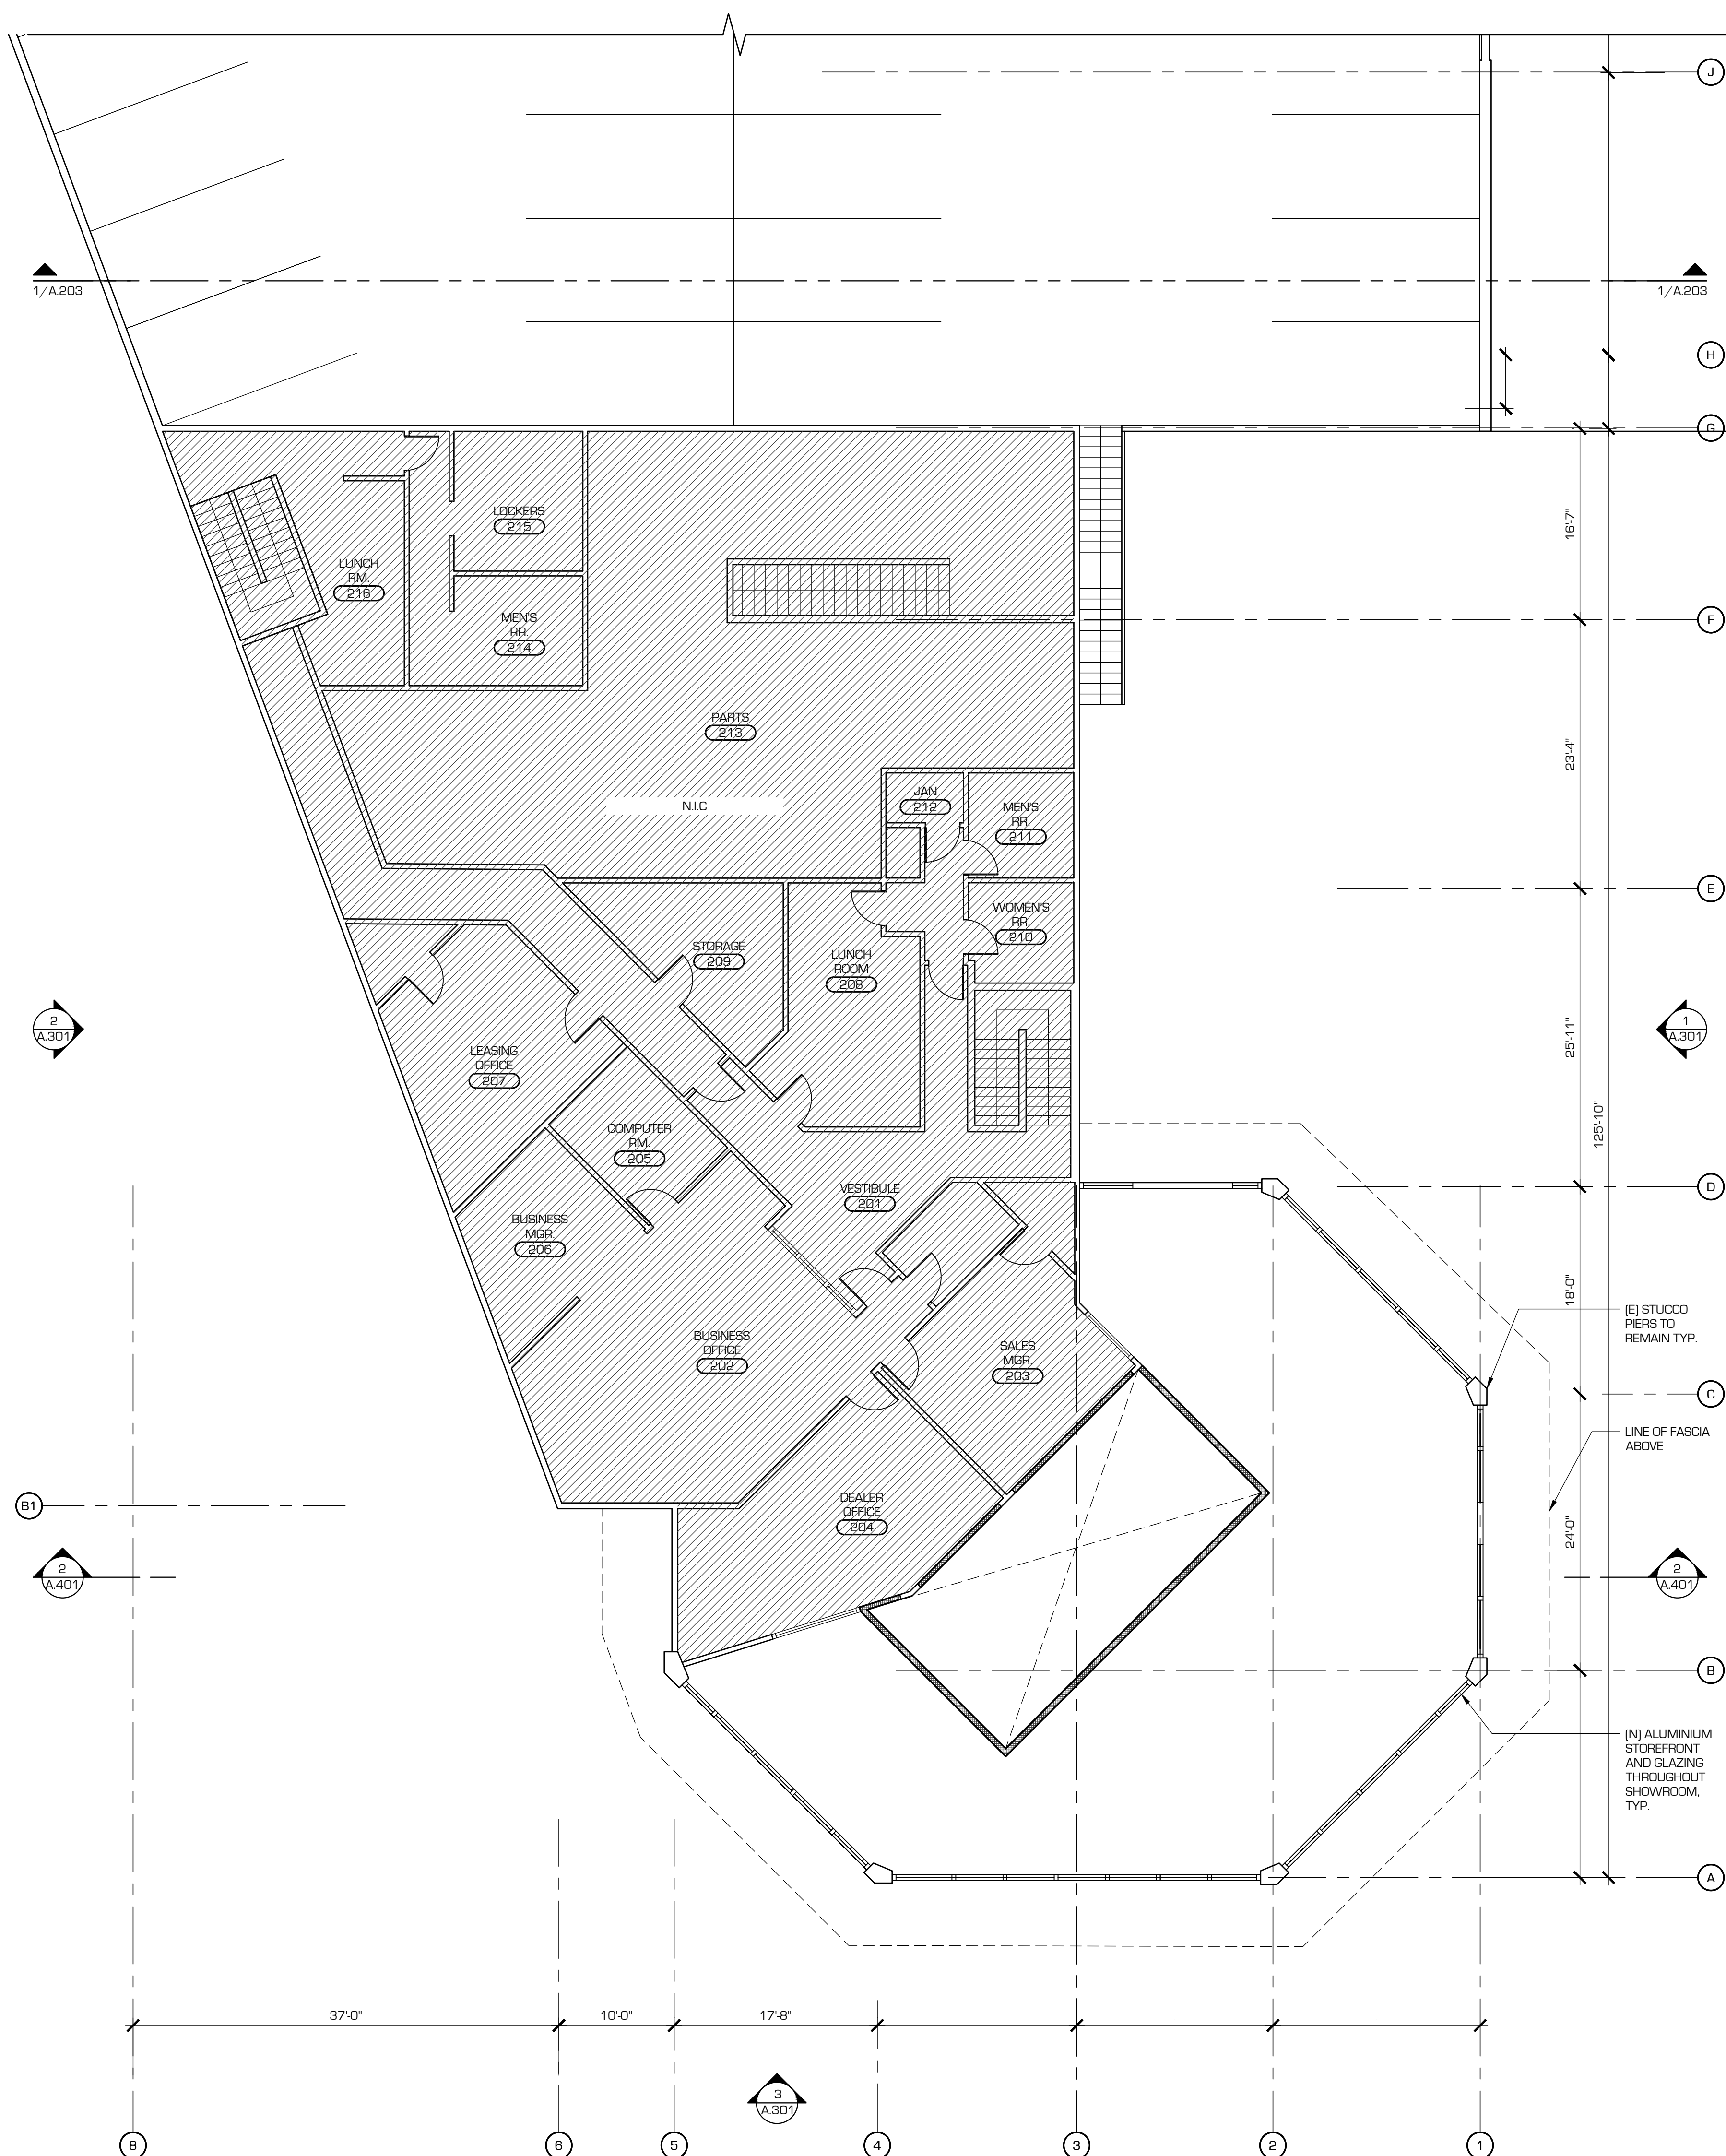 J
1/A.203
1/A.203
H
G
16'-7"
LOCKERS
215
LUNCH
RM.
216
MEN'S
RR.
214
F
PARTS
213
23'-4"
N.I.C
JAN
212
MEN'S
RR.
211
E
WOMEN'S
RR.
210
STORAGE
209
LUNCH
ROOM
208
2
A.301
1
A.301
25'-11"
LEASING
OFFICE
207
125'-10"
COMPUTER
RM.
205
VESTIBULE
201
D
BUSINESS
MGR.
206
18'-0"
(E) STUCCO
PIERS TO
REMAIN TYP.
BUSINESS
OFFICE
202
SALES
MGR.
203
C
LINE OF FASCIA
ABOVE
B1
DEALER
OFFICE
204
24'-0"
2
A.401
2
A.401
B
(N) ALUMINIUM
STOREFRONT
AND GLAZING
THROUGHOUT
SHOWROOM,
TYP.
A
37'-0"
10'-0"
17'-8"
3
A.301
8
6
5
4
3
2
1